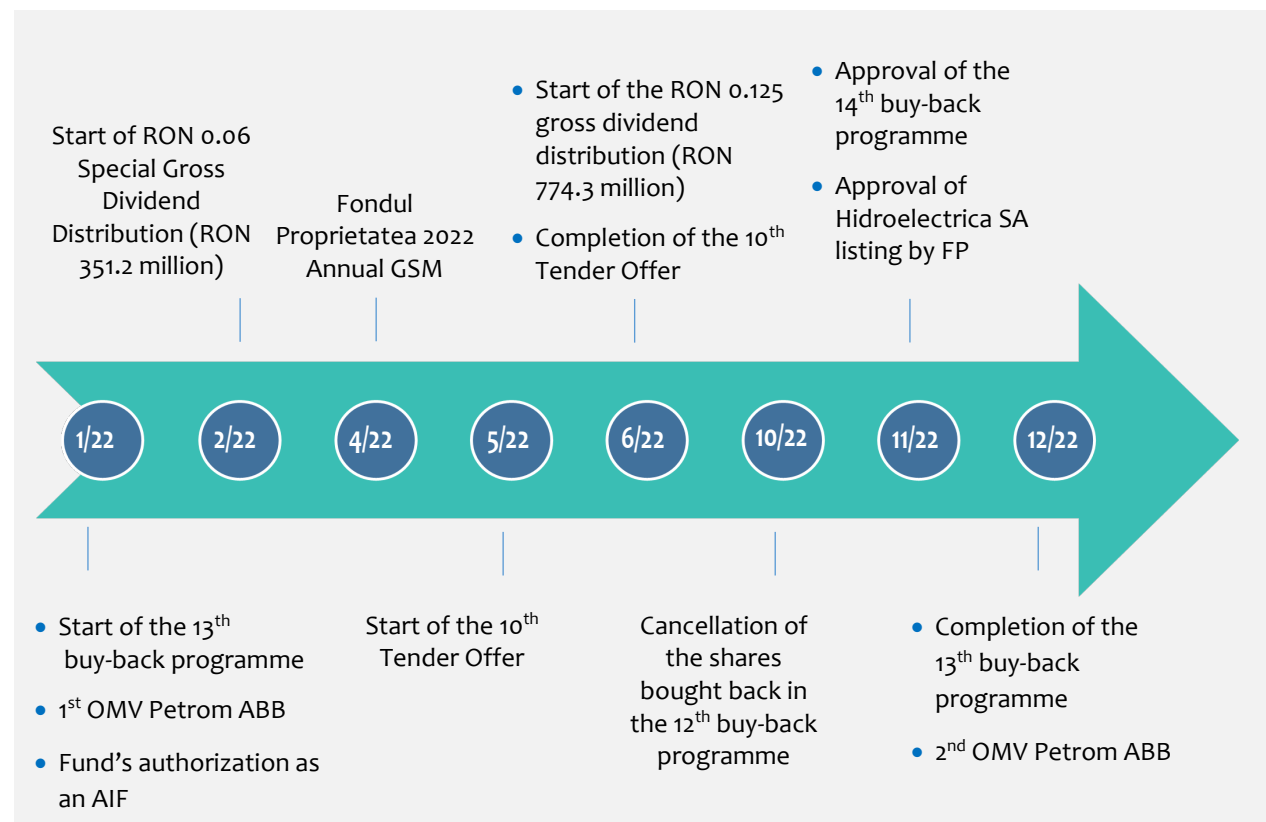 Start of RON 0.06
Special Gross
Dividend
Distribution (RON
351.2 million)
Fondul
Proprietatea 2022
Annual GSM
• Start of the RON 0.125
gross dividend
distribution (RON
774.3 million)
• Completion of the 10th
Tender Offer
• Approval of the
14th buy-back
programme
• Approval of
Hidroelectrica SA
listing by FP
1/22
2/22
4/22
5/22
6/22
10/22
11/22
12/22
• Start of the 13th
buy-back programme
• 1st OMV Petrom ABB
• Fund’s authorization as
an AIF
Start of the 10th
Tender Offer
Cancellation of
the shares
bought back in
the 12th buy-back
programme
• Completion of the
13th buy-back
programme
• 2nd OMV Petrom ABB